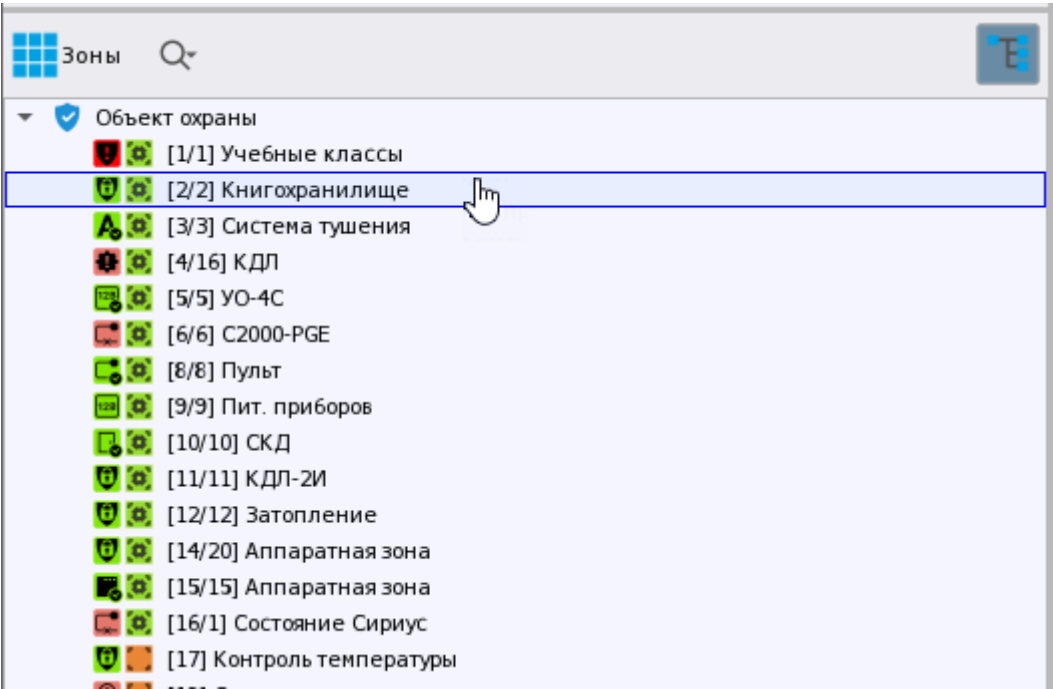 Зоны
Объект охраны
[1/1] Учебные классы
[2/2] Книгохранилище
[3/3] Система тушения
[4/16] КДЛ
[5/5] УО-4С
[6/6] С2000-PGE
[8/8] Пульт
[9/9] Пит. приборов
[10/10] СКД
[11/11] КДЛ-2И
[12/12] Затопление
[14/20] Аппаратная зона
[15/15] Аппаратная зона
[16/1] Состояние Сириус
[17] Контроль температуры